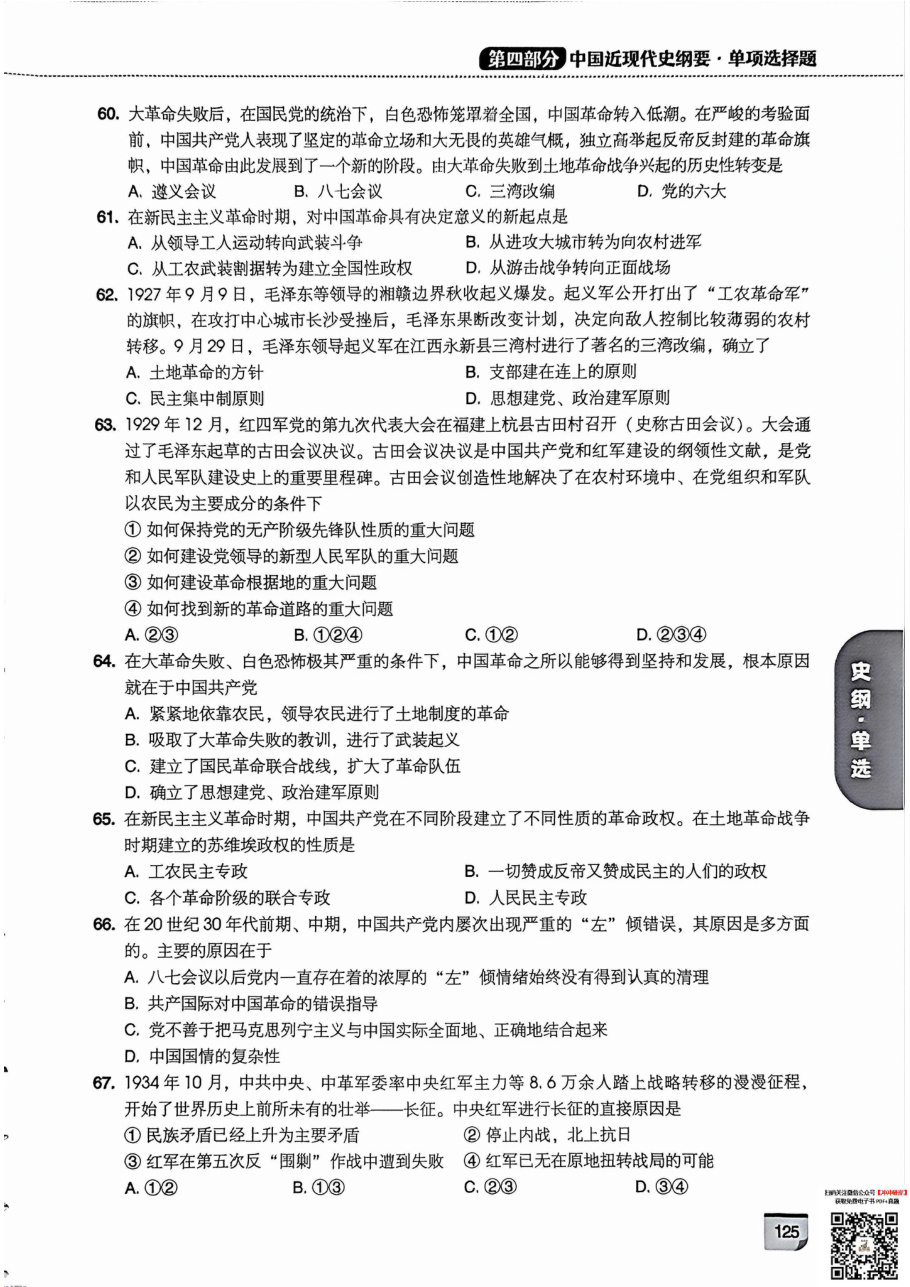 第四部分 中国近现代史纲要·单项选择题
60. 大革命失败后，在国民党的统治下，白色恐怖笼罩着全国，中国革命转入低潮。在严峻的考验面
前，中国共产党人表现了坚定的革命立场和大无畏的英雄气概，独立高举起反帝反封建的革命旗
帜，中国革命由此发展到了一个新的阶段。由大革命失败到土地革命战争兴起的历史性转变是
A. 遵义会议 B. 八七会议 C. 三湾改编 D. 党的六大
61. 在新民主主义革命时期，对中国革命具有决定意义的新起点是
A. 从领导工人运动转向武装斗争 B. 从进攻大城市转为向农村进军
C. 从工农武装割据转为建立全国性政权 D. 从游击战争转向正面战场
62. 1927 年 9 月 9 日，毛泽东等领导的湘赣边界秋收起义爆发。起义军公开打出了“工农革命军”
的旗帜，在攻打中心城市长沙受挫后，毛泽东果断改变计划，决定向敌人控制比较薄弱的农村
转移。9 月 29 日，毛泽东领导起义军在江西永新县三湾村进行了著名的三湾改编，确立了
A. 土地革命的方针 B. 支部建在连上的原则
C. 民主集中制原则 D. 思想建党、政治建军原则
63. 1929 年 12 月，红四军党的第九次代表大会在福建上杭县古田村召开（史称古田会议）。大会通
过了毛泽东起草的古田会议决议。古田会议决议是中国共产党和红军建设的纲领性文献，是党
和人民军队建设史上的重要里程碑。古田会议创造性地解决了在农村环境中、在党组织和军队
以农民为主要成分的条件下
① 如何保持党的无产阶级先锋队性质的重大问题
② 如何建设党领导的新型人民军队的重大问题
③ 如何建设革命根据地的重大问题
④ 如何找到新的革命道路的重大问题
A. ②③ B. ①②④ C. ①② D. ②③④
64. 在大革命失败、白色恐怖极其严重的条件下，中国革命之所以能够得到坚持和发展，根本原因
就在于中国共产党
A. 紧紧地依靠农民，领导农民进行了土地制度的革命
B. 吸取了大革命失败的教训，进行了武装起义
C. 建立了国民革命联合战线，扩大了革命队伍
D. 确立了思想建党、政治建军原则
65. 在新民主主义革命时期，中国共产党在不同阶段建立了不同性质的革命政权。在土地革命战争
时期建立的苏维埃政权的性质是
A. 工农民主专政 B. 一切赞成反帝又赞成民主的人们的政权
C. 各个革命阶级的联合专政 D. 人民民主专政
66. 在 20 世纪 30 年代前期、中期，中国共产党内屡次出现严重的“左”倾错误，其原因是多方面
的。主要的原因在于
A. 八七会议以后党内一直存在着的浓厚的“左”倾情绪始终没有得到认真的清理
B. 共产国际对中国革命的错误指导
C. 党不善于把马克思列宁主义与中国实际全面地、正确地结合起来
D. 中国国情的复杂性
67. 1934 年 10 月，中共中央、中革军委率中央红军主力等 8.6 万余人踏上战略转移的漫漫征程，
开始了世界历史上前所未有的壮举——长征。中央红军进行长征的直接原因是
① 民族矛盾已经上升为主要矛盾 ② 停止内战，北上抗日
③ 红军在第五次反“围剿”作战中遭到失败 ④ 红军已无在原地扭转战局的可能
A. ①② B. ①③ C. ②③ D. ③④
史纲·单选
125
扫码关注微信公众号【冲冲研芽】
获取免费电子书PDF+真题